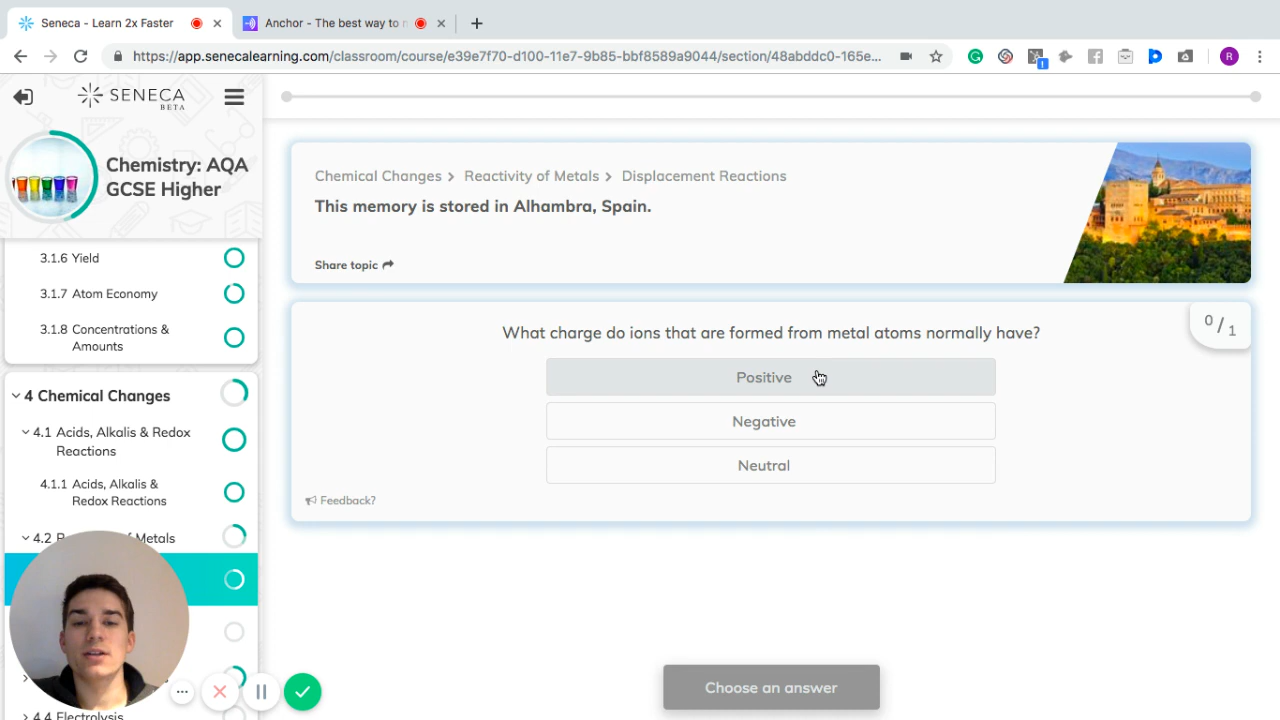 Seneca - Learn 2x Faster
Anchor - The best way to
https://app.senecalearning.com/classroom/course/e39e7f70-d100-11e7-9b85-bbf8589a9044/section/48abddc0-165e...
1
R
SENECA
BETA
Chemistry: AQA
GCSE Higher
3.1.6 Yield
3.1.7 Atom Economy
3.1.8 Concentrations &
Amounts
4 Chemical Changes
4.1 Acids, Alkalis & Redox
Reactions
4.1.1 Acids, Alkalis &
Redox Reactions
4.2 Metals
4.4 Electrolysis
Chemical Changes > Reactivity of Metals > Displacement Reactions
This memory is stored in Alhambra, Spain.
Share topic
0/1
What charge do ions that are formed from metal atoms normally have?
Positive
Negative
Neutral
Feedback?
Choose an answer